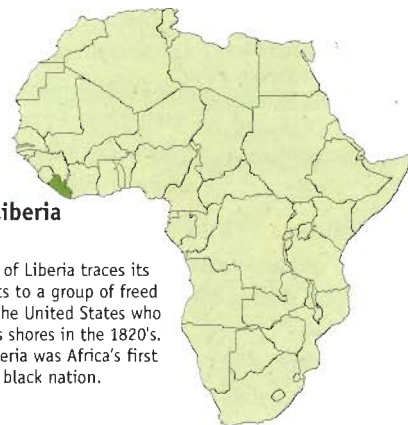 iberia
of Liberia traces its
ts to a group of freed
he United States who
s shores in the 1820's.
eria was Africa's first
black nation.